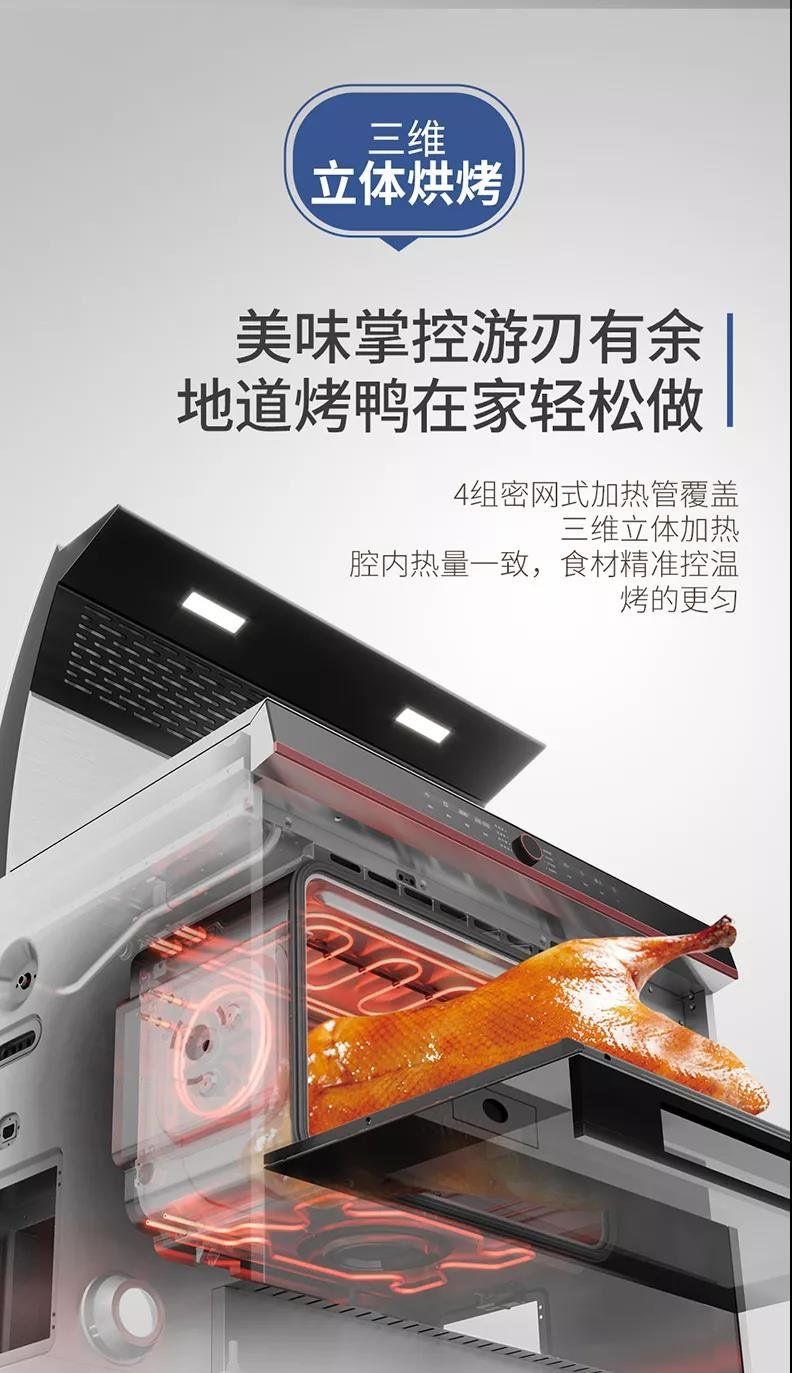 三维
立体烘烤
美味掌控游刃有余
地道烤鸭在家轻松做
4组密网式加热管覆盖
三维立体加热
腔内热量一致，食材精准控温
烤的更匀